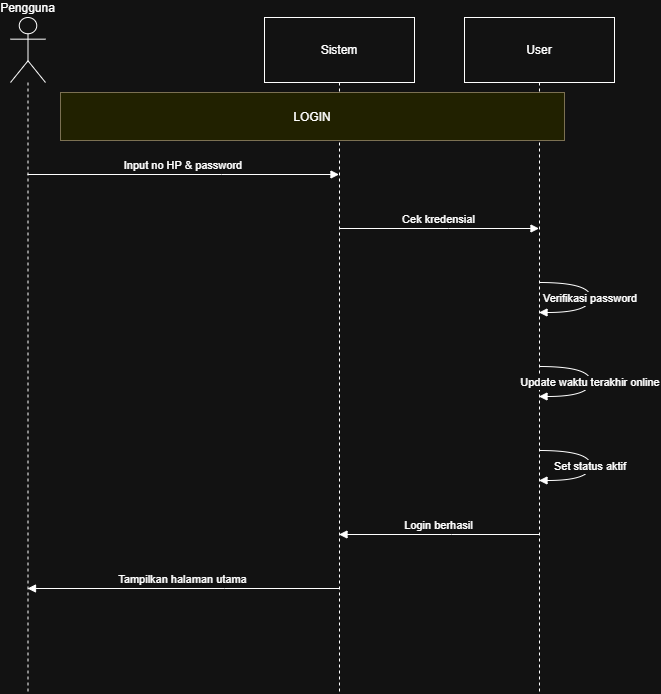 Pengguna
Sistem
User
LOGIN
Input no HP & password
Cek kredensial
Verifikasi password
Update waktu terakhir online
Set status aktif
Login berhasil
Tampilkan halaman utama